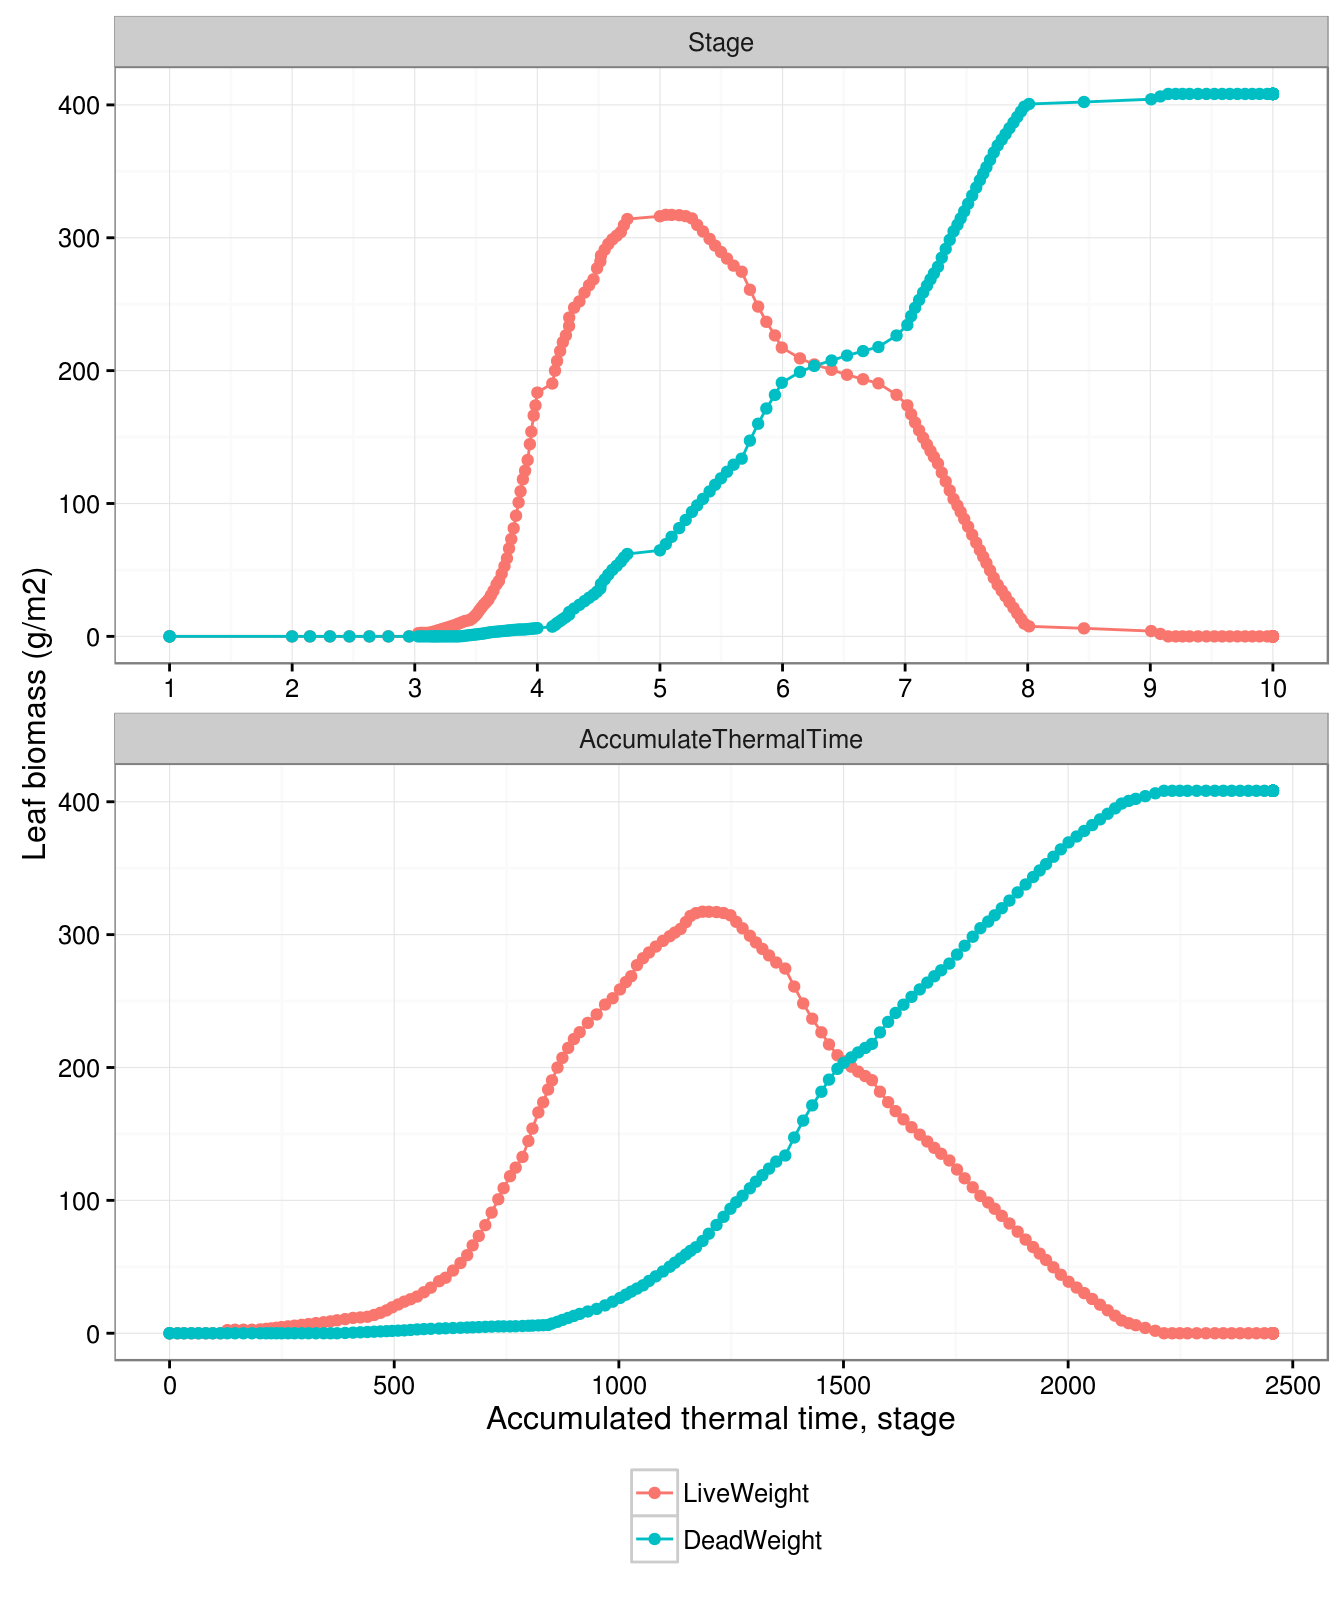 Stage
400
300
200
100
0
1 2 3 4 5 6 7 8 9 10
Leaf biomass (g/m2)
AccumulateThermalTime
400
300
200
100
0
0 500 1000 1500 2000 2500
Accumulated thermal time, stage
LiveWeight
DeadWeight